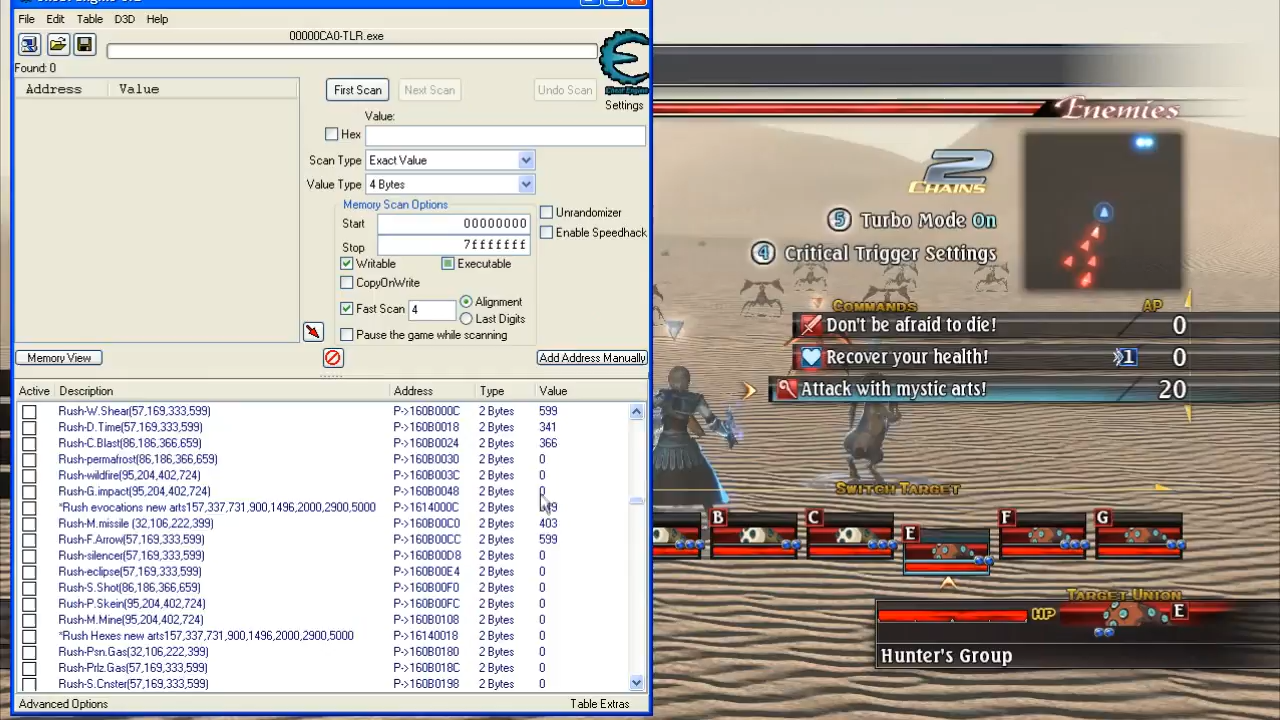 File Edit Table D3D Help
00000CA0-TLR.exe
Found: 0
Address Value
First Scan Next Scan Undo Scan
Settings
Value:
Hex
Scan Type Exact Value
Value Type 4 Bytes
Memory Scan Options
Start 00000000
Stop 7fffffff
Unrandomizer
Enable Speedhack
Writable Executable
CopyOnWrite
Fast Scan 4 Alignment
Last Digits
Pause the game while scanning
Memory View Add Address Manually
Active Description Address Type Value
Rush-W.Shear(57,169,333,599) P->160B000C 2 Bytes 599
Rush-D.Time(57,169,333,599) P->160B0018 2 Bytes 341
Rush-C.Blast(86,186,366,659) P->160B0024 2 Bytes 366
Rush-permafrost(86,186,366,659) P->160B0030 2 Bytes 0
Rush-wildfire(95,204,402,724) P->160B003C 2 Bytes 0
Rush-G.impact(95,204,402,724) P->160B0048 2 Bytes 0
*Rush evocations new arts157,337,731,900,1496,2000,2900,5000 P->1614000C 2 Bytes
Rush-M.missile (32,106,222,399) P->160B00C0 2 Bytes 403
Rush-F.Arrow(57,169,333,599) P->160B00CC 2 Bytes 599
Rush-silencer(57,169,333,599) P->160B00D8 2 Bytes 0
Rush-eclipse(57,169,333,599) P->160B00E4 2 Bytes 0
Rush-S.Shot(86,186,366,659) P->160B00F0 2 Bytes 0
Rush-P.Skein(95,204,402,724) P->160B00FC 2 Bytes 0
Rush-M.Mine(95,204,402,724) P->160B0108 2 Bytes 0
*Rush Hexes new arts157,337,731,900,1496,2000,2900,5000 P->16140018 2 Bytes 0
Rush-Psn.Gas(32,106,222,399) P->160B0180 2 Bytes 0
Rush-Prlz.Gas(57,169,333,599) P->160B018C 2 Bytes 0
Rush-S.Cnster(57,169,333,599) P->160B0198 2 Bytes 0
Advanced Options Table Extras
Enemies
2 CHAINS
5 Turbo Mode On
4 Critical Trigger Settings
COMMANDS AP
Don't be afraid to die! 0
Recover your health! 1 0
Attack with mystic arts! 20
SWITCH TARGET
B C E F G
TARGET UNION
HP E
Hunter's Group